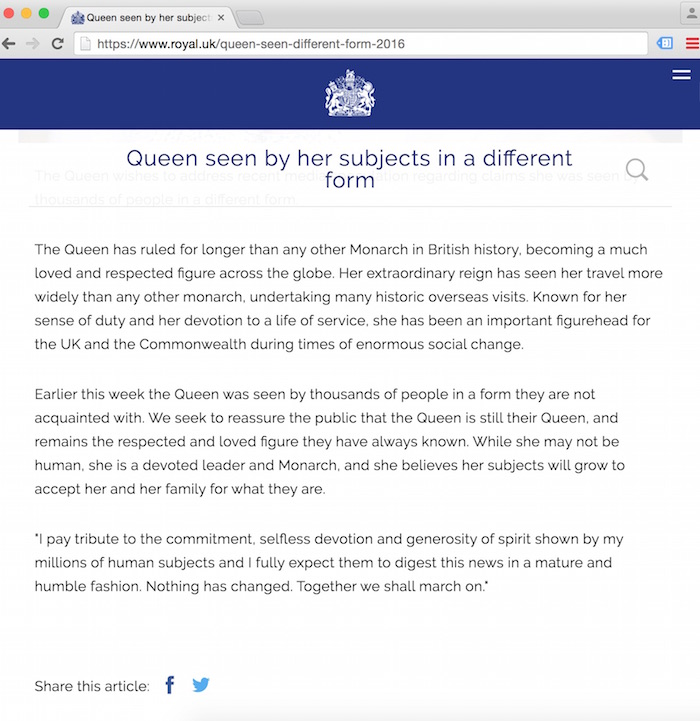 Queen seen by her subject
https://www.royal.uk/queen-seen-different-form-2016
Queen seen by her subjects in a different
form
The Queen wishes to address recent media
regarding claims she was seen by
thousands of people in a different form
The Queen has ruled for longer than any other Monarch in British history, becoming a much
loved and respected figure across the globe. Her extraordinary reign has seen her travel more
widely than any other monarch, undertaking many historic overseas visits. Known for her
sense of duty and her devotion to a life of service, she has been an important figurehead for
the UK and the Commonwealth during times of enormous social change.
Earlier this week the Queen was seen by thousands of people in a form they are not
acquainted with. We seek to reassure the public that the Queen is still their Queen, and
remains the respected and loved figure they have always known. While she may not be
human, she is a devoted leader and Monarch, and she believes her subjects will grow to
accept her and her family for what they are.
"I pay tribute to the commitment, selfless devotion and generosity of spirit shown by my
millions of human subjects and I fully expect them to digest this news in a mature and
humble fashion. Nothing has changed. Together we shall march on."
Share this article: